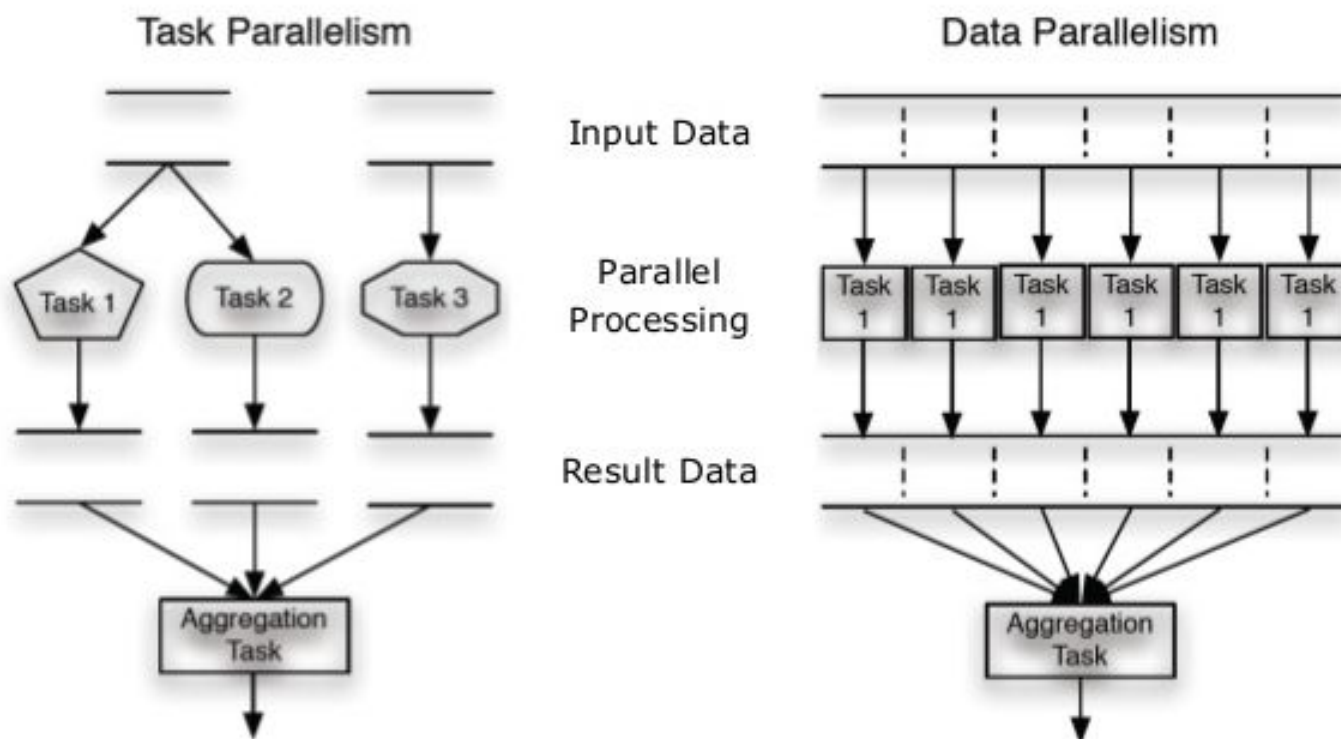 Task Parallelism
Data Parallelism
Input Data
Task 1
Task 2
Task 3
Parallel
Processing
Task
1
Task
1
Task
1
Task
1
Task
1
Task
1
Result Data
Aggregation
Task
Aggregation
Task